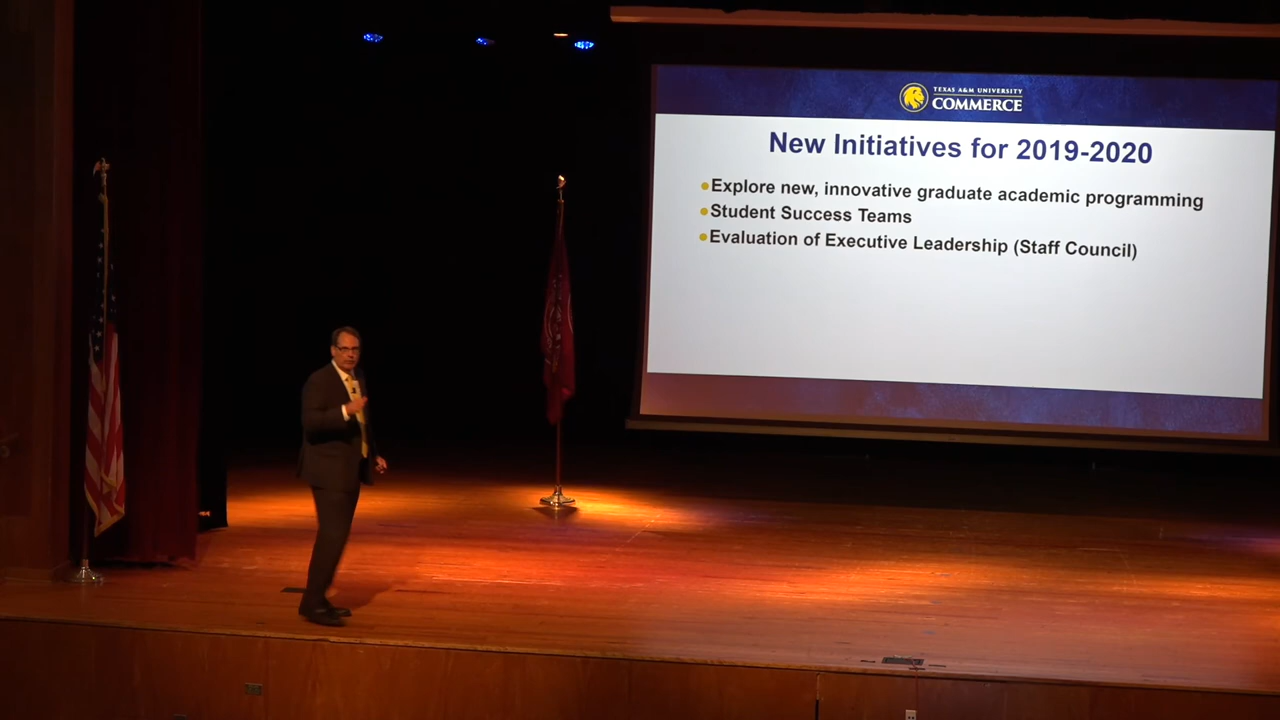 TEXAS A&M UNIVERSITY
COMMERCE
New Initiatives for 2019-2020
Explore new, innovative graduate academic programming
Student Success Teams
Evaluation of Executive Leadership (Staff Council)